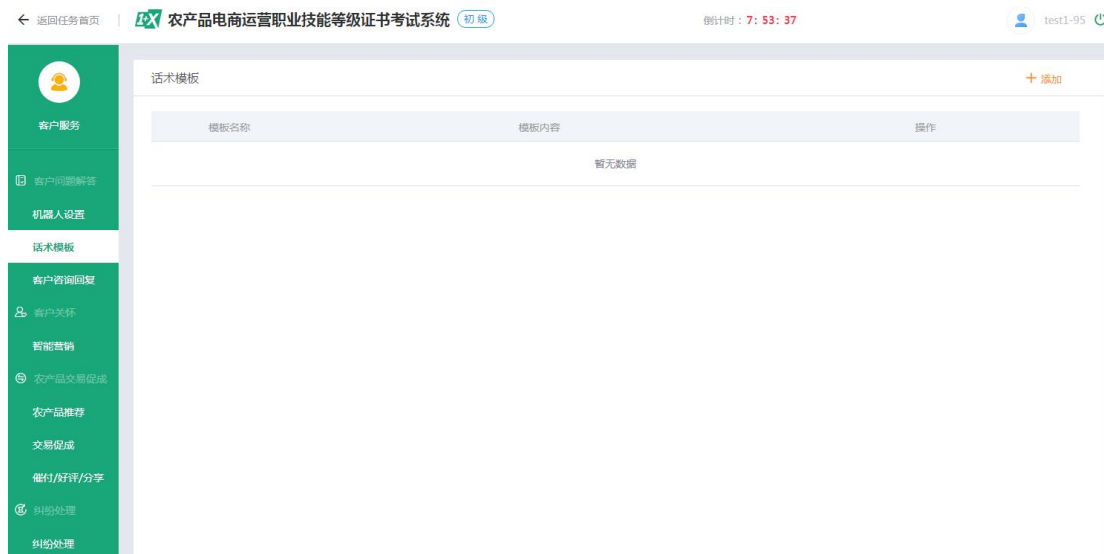 返回任务首页
1+X 农产品电商运营职业技能等级证书考试系统 初级
倒计时：7: 53: 37
test1-95
客户服务
客户问题解答
机器人设置
话术模板
客户咨询回复
客户关怀
智能营销
农产品交易促成
农产品推荐
交易促成
催付/好评/分享
纠纷处理
纠纷处理
话术模板
添加
模板名称 模板内容 操作
暂无数据